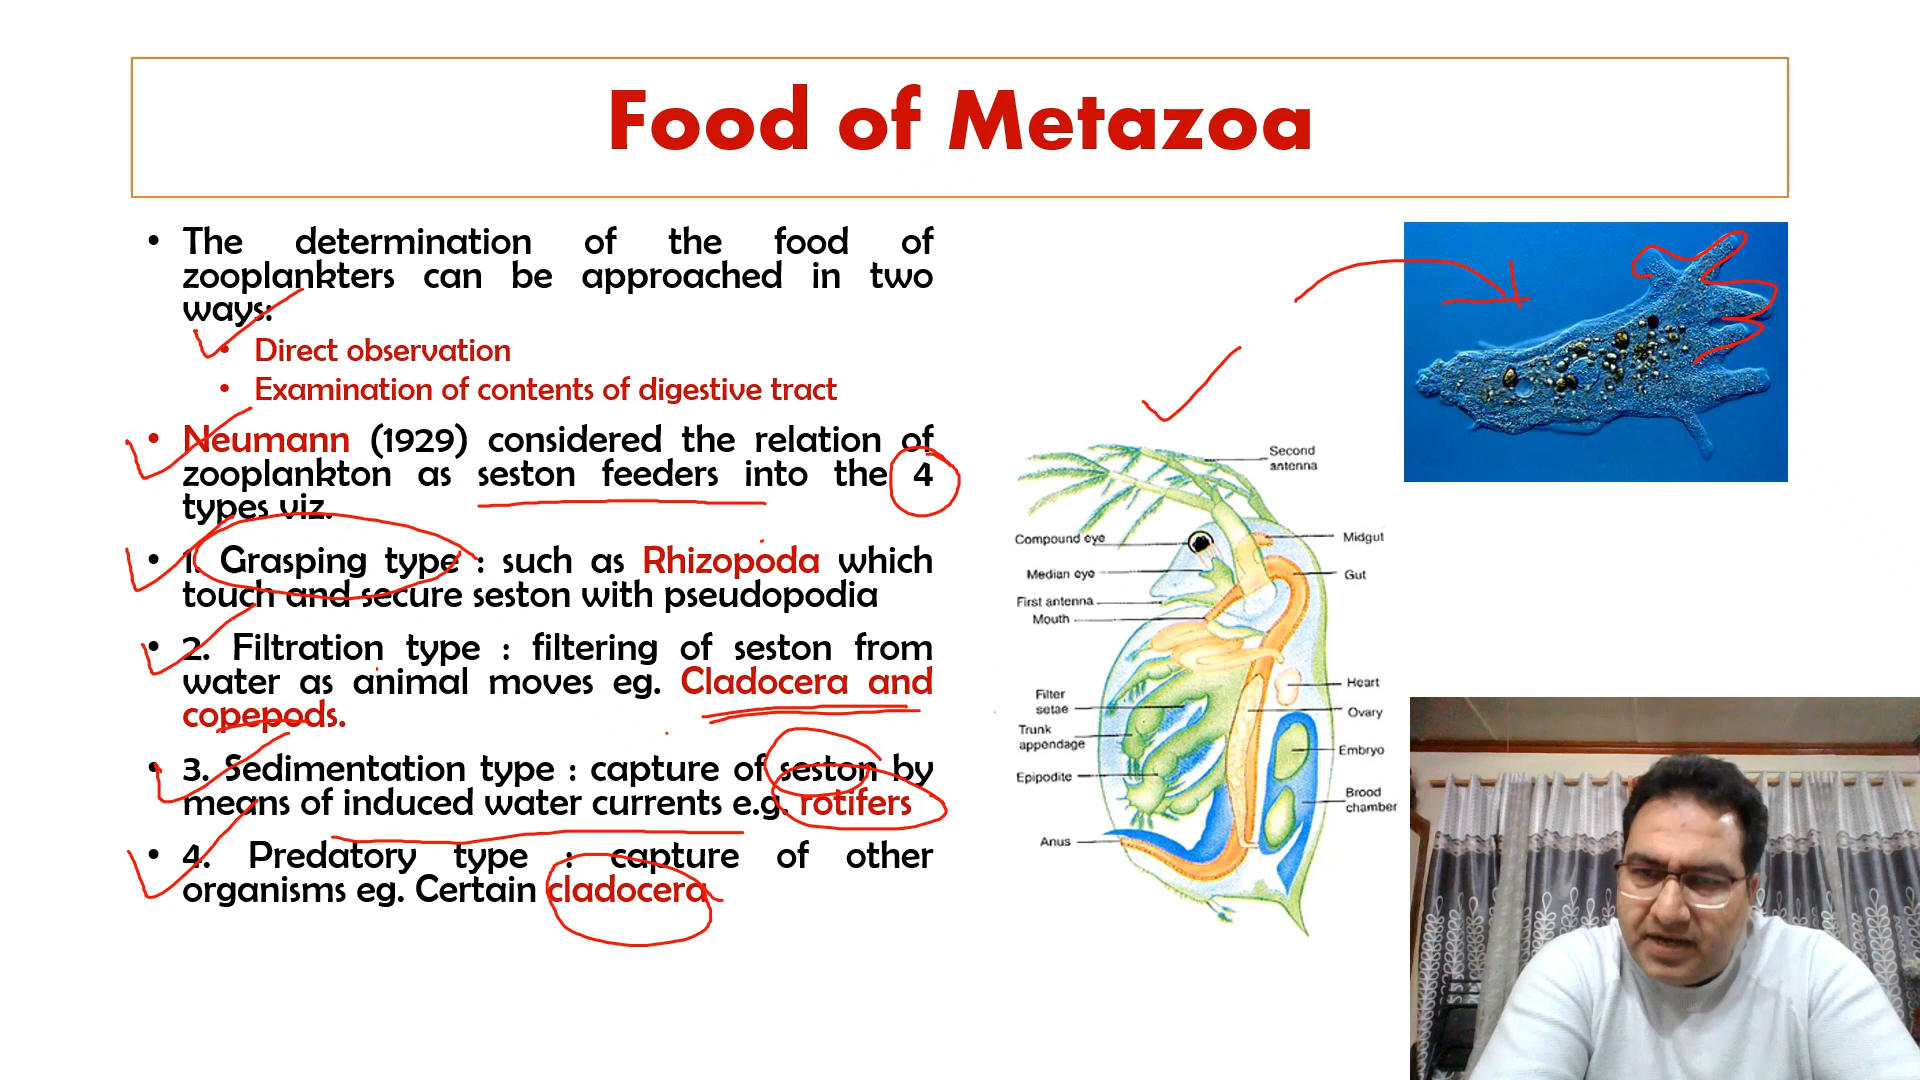 Food of Metazoa
• The determination of the food of
zooplankters can be approached in two
ways:
• Direct observation
• Examination of contents of digestive tract
• Neumann (1929) considered the relation of
zooplankton as seston feeders into the 4
types viz.
• 1. Grasping type : such as Rhizopoda which
touch and secure seston with pseudopodia
• 2. Filtration type : filtering of seston from
water as animal moves eg. Cladocera and
copepods.
• 3. Sedimentation type : capture of seston by
means of induced water currents e.g. rotifers
• 4. Predatory type : capture of other
organisms eg. Certain cladocera
Second
antenna
Compound eye
Midgut
Median eye
Gut
First antenna
Mouth
Filter
setae
Heart
Ovary
Trunk
appendage
Embryo
Epipodite
Brood
chamber
Anus